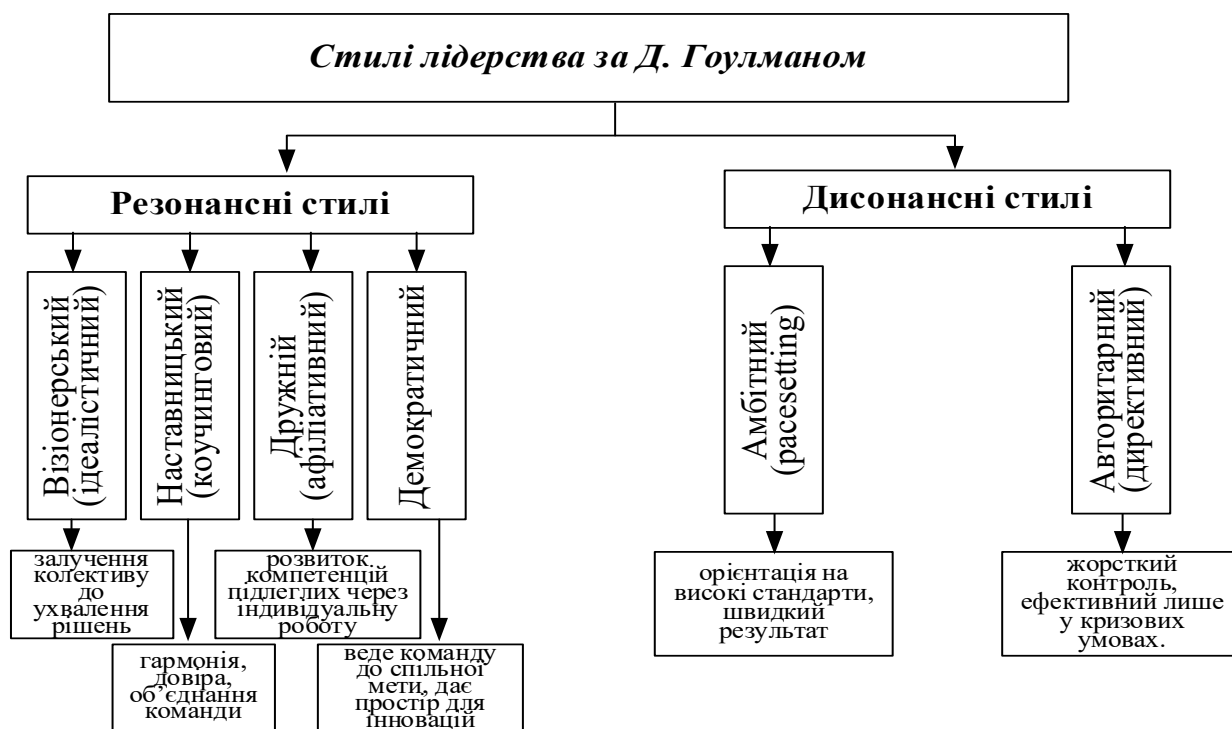 Стилі лідерства за Д. Гоулманом
Резонансні стилі
Дисонансні стилі
Візіонерський
(ідеалістичний)
Наставницький
(коучинговий)
Дружній
(афіліативний)
Демократичний
Амбітний
(pacesetting)
Авторитарний
(директивний)
залучення
колективу
до
ухвалення
рішень
розвиток
компетенцій
підлеглих через
індивідуальну
роботу
орієнтація на
високі стандарти,
швидкий
результат
жорсткий
контроль,
ефективний лише
у кризових
умовах.
гармонія,
довіра,
об’єднання
команди
веде команду
до спільної
мети, дає
простір для
інновацій